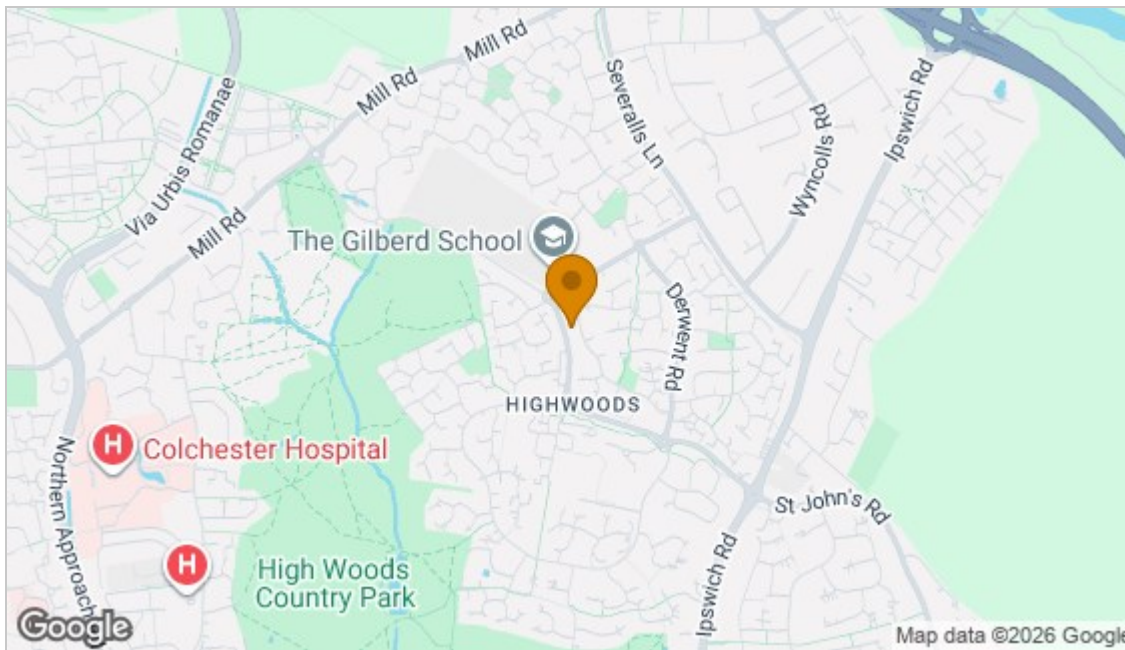 Mill Rd
Mill Rd
Severalls Ln
Ipswich Rd
Via Urbis Romanae
Wyncolls Rd
Mill Rd
The Gilberd School
Derwent Rd
HIGHWOODS
H
Colchester Hospital
Northern Approach
St John's Rd
H
High Woods
Country Park
Ipswich Rd
Google
Map data ©2026 Google